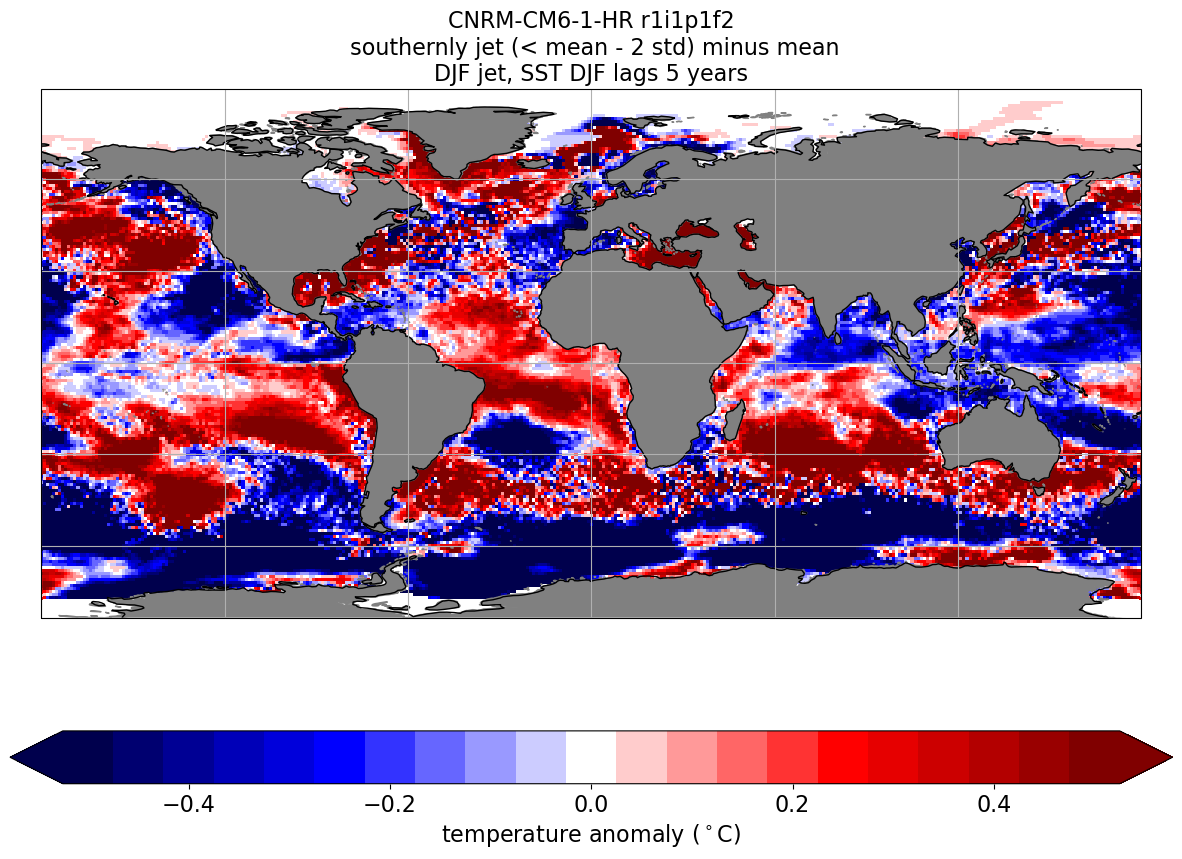 CNRM-CM6-1-HR r1i1p1f2
southernly jet (< mean - 2 std) minus mean
DJF jet, SST DJF lags 5 years
−0.4 −0.2 0.0 0.2 0.4
temperature anomaly (°C)